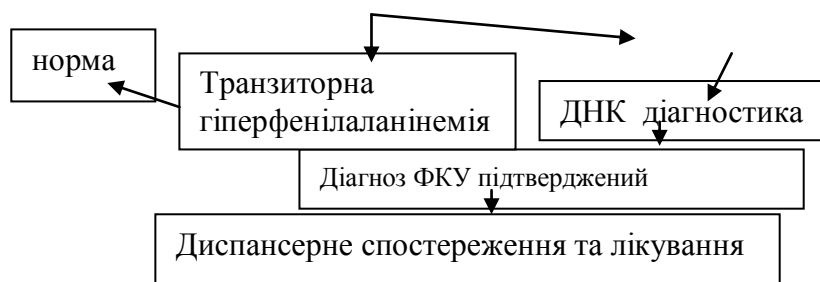 норма
Транзиторна
гіперфенілаланінемія
ДНК діагностика
Діагноз ФКУ підтверджений
Диспансерне спостереження та лікування